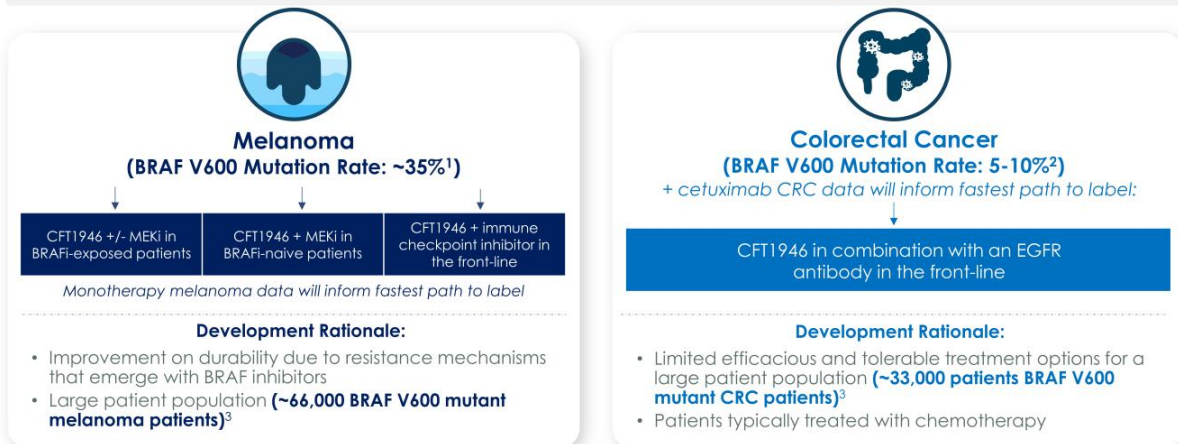 Melanoma
(BRAF V600 Mutation Rate: ~35%¹)
CFT1946 +/- MEKi in
BRAFi-exposed patients
CFT1946 + MEKi in
BRAFi-naive patients
CFT1946 + immune
checkpoint inhibitor in
the front-line
Monotherapy melanoma data will inform fastest path to label
Development Rationale:
• Improvement on durability due to resistance mechanisms
that emerge with BRAF inhibitors
• Large patient population (~66,000 BRAF V600 mutant
melanoma patients)³
Colorectal Cancer
(BRAF V600 Mutation Rate: 5-10%²)
+ cetuximab CRC data will inform fastest path to label:
CFT1946 in combination with an EGFR
antibody in the front-line
Development Rationale:
• Limited efficacious and tolerable treatment options for a
large patient population (~33,000 patients BRAF V600
mutant CRC patients)³
• Patients typically treated with chemotherapy